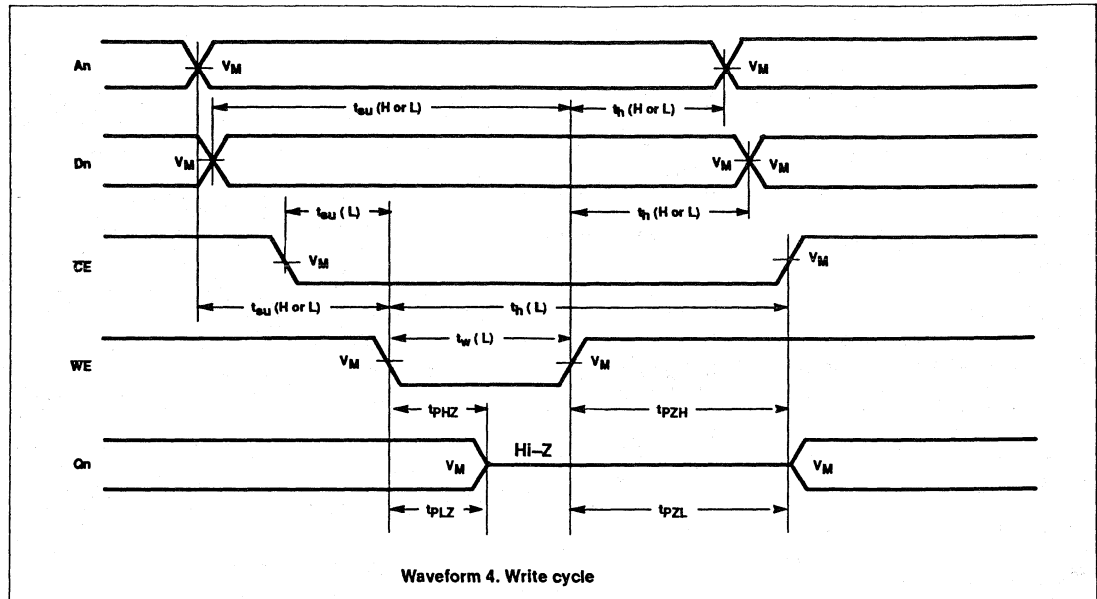 An
VM
VM
tsu (H or L)
th (H or L)
Dn
VM
VM
VM
tsu (L)
th (H or L)
CE
VM
VM
tsu (H or L)
th (L)
tw (L)
WE
VM
VM
tPHZ
tPZH
Qn
VM
Hi–Z
VM
tPLZ
tPZL
Waveform 4. Write cycle